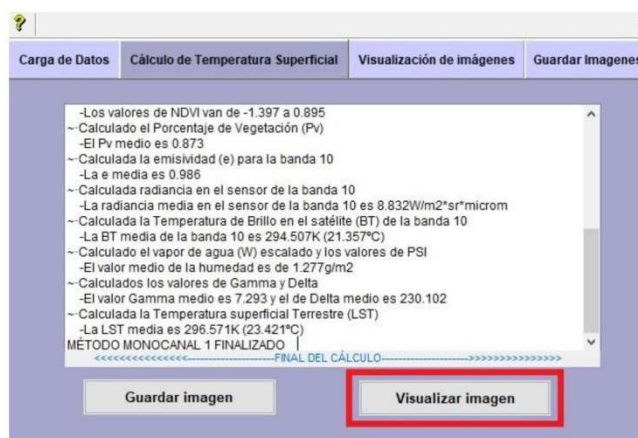 ?
Carga de Datos Cálculo de Temperatura Superficial Visualización de imágenes Guardar Imagenes
-Los valores de NDVI van de -1.397 a 0.895
~·Calculado el Porcentaje de Vegetación (Pv)
-El Pv medio es 0.873
~·Calculada la emisividad (e) para la banda 10
-La e media es 0.986
~·Calculada radiancia en el sensor de la banda 10
-La radiancia media en el sensor de la banda 10 es 8.832W/m2*sr*microm
~·Calculada la Temperatura de Brillo en el satélite (BT) de la banda 10
-La BT media de la banda 10 es 294.507K (21.357ºC)
~·Calculado el vapor de agua (W) escalado y los valores de PSI
-El valor medio de la humedad es de 1.277g/m2
~·Calculados los valores de Gamma y Delta
-El valor Gamma medio es 7.293 y el de Delta medio es 230.102
~·Calculada la Temperatura superficial Terrestre (LST)
-La LST media es 296.571K (23.421ºC)
MÉTODO MONOCANAL 1 FINALIZADO
<<<<<<<<<<<<<<<<----------------------FINAL DEL CÁLCULO---------------------->>>>>>>>>>>>>>>>
Guardar imagen Visualizar imagen